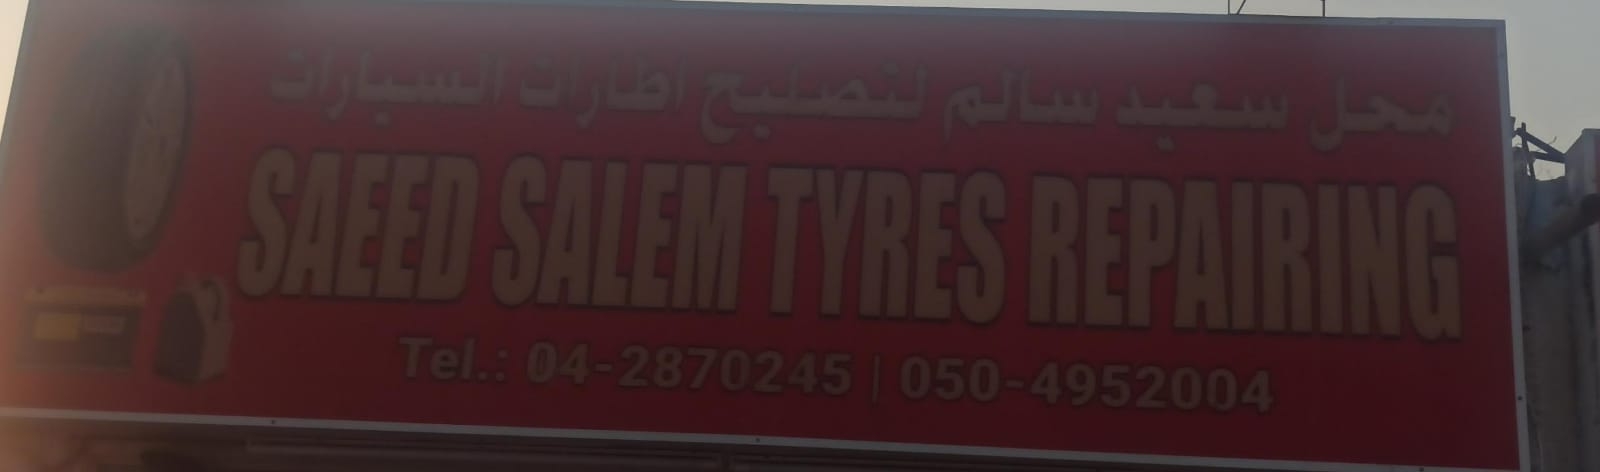 محل سعيد سالم لتصليح اطارات السيارات
SAEED SALEM TYRES REPAIRING
Tel.: 04-2870245 | 050-4952004